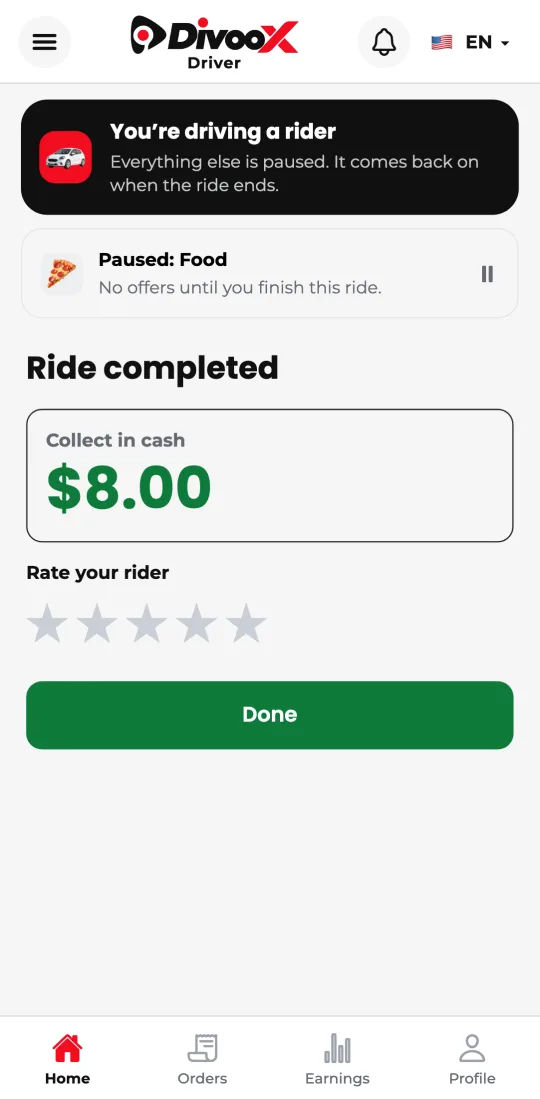 DivooX
Driver
EN
You're driving a rider
Everything else is paused. It comes back on
when the ride ends.
Paused: Food
No offers until you finish this ride.
Ride completed
Collect in cash
$8.00
Rate your rider
Done
Home
Orders
Earnings
Profile